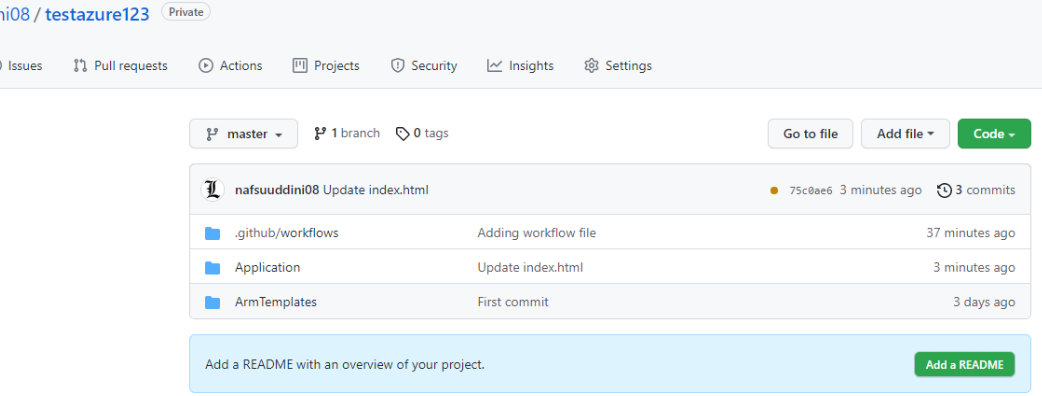 ni08 / testazure123 Private
Issues Pull requests Actions Projects Security Insights Settings
master 1 branch 0 tags Go to file Add file Code
nafsuuddini08 Update index.html 75c0ae6 3 minutes ago 3 commits
.github/workflows Adding workflow file 37 minutes ago
Application Update index.html 3 minutes ago
ArmTemplates First commit 3 days ago
Add a README with an overview of your project. Add a README